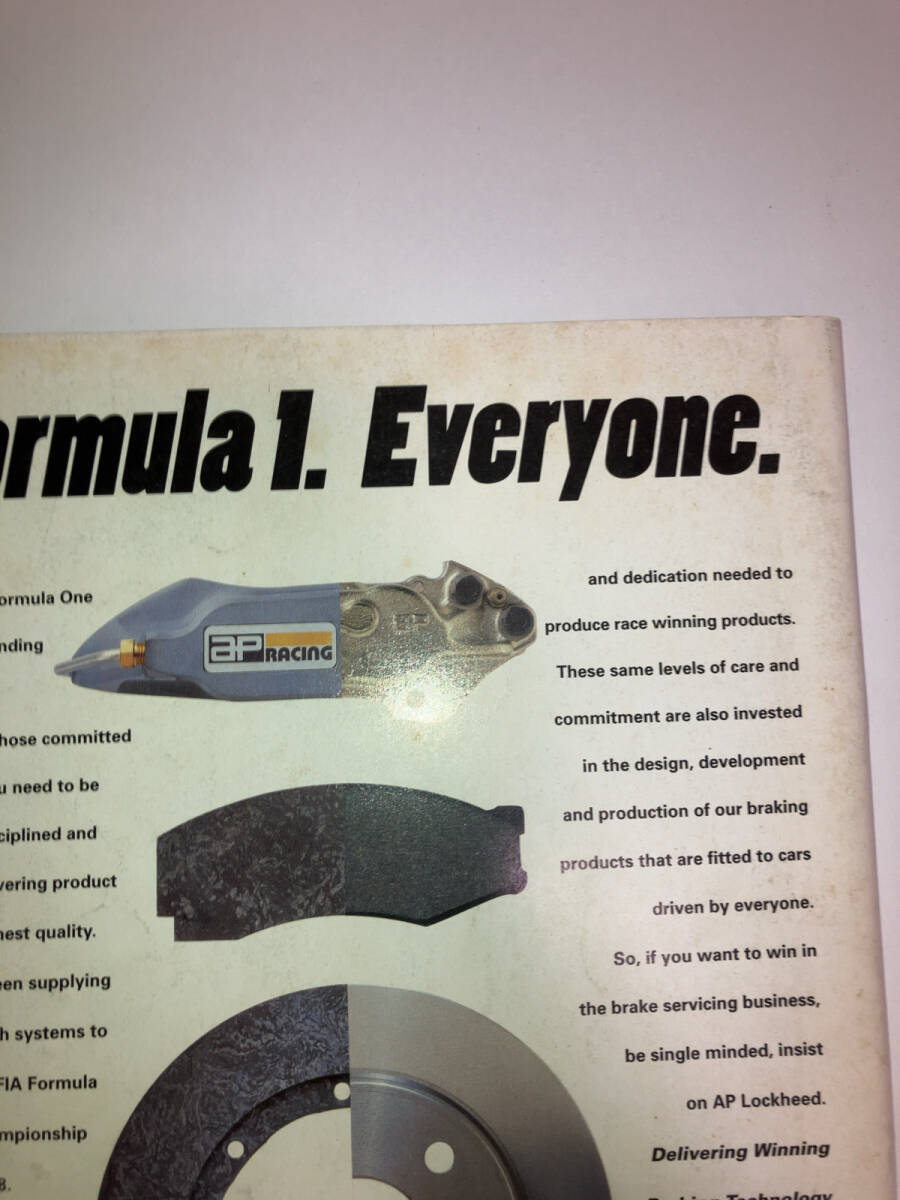 ormula 1. Everyone.
ormula One
nding
hose committed
u need to be
ciplined and
vering product
nest quality.
een supplying
h systems to
FIA Formula
mpionship
8.
ap RACING
and dedication needed to
produce race winning products.
These same levels of care and
commitment are also invested
in the design, development
and production of our braking
products that are fitted to cars
driven by everyone.
So, if you want to win in
the brake servicing business,
be single minded, insist
on AP Lockheed.
Delivering Winning
Technology